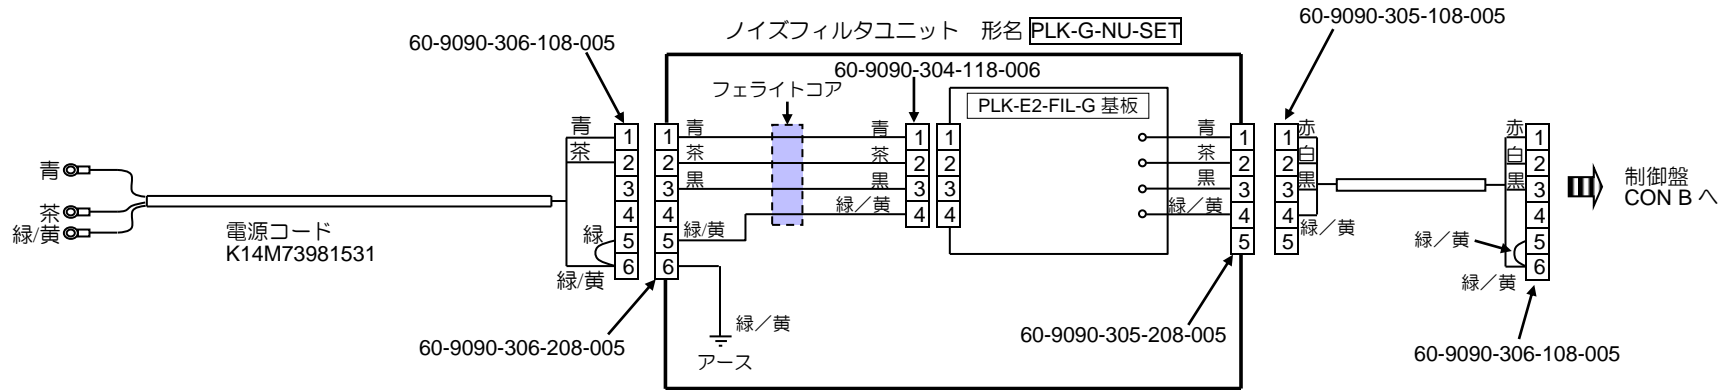 ノイズフィルタユニット 形名 PLK-G-NU-SET
60-9090-305-108-005
60-9090-306-108-005
60-9090-304-118-006
フェライトコア
PLK-E2-FIL-G 基板
青
茶
緑/黄
電源コード
K14M73981531
青
茶
緑
緑/黄
1
2
3
4
5
6
1
2
3
4
5
6
青
茶
黒
緑/黄
緑／黄
アース
青
茶
黒
緑／黄
1
2
3
4
1
2
3
4
青
茶
黒
緑／黄
1
2
3
4
5
1
2
3
4
5
赤
白
黒
緑／黄
赤
白
黒
緑／黄
緑／黄
1
2
3
4
5
6
制御盤
CON B へ
60-9090-306-208-005
60-9090-305-208-005
60-9090-306-108-005